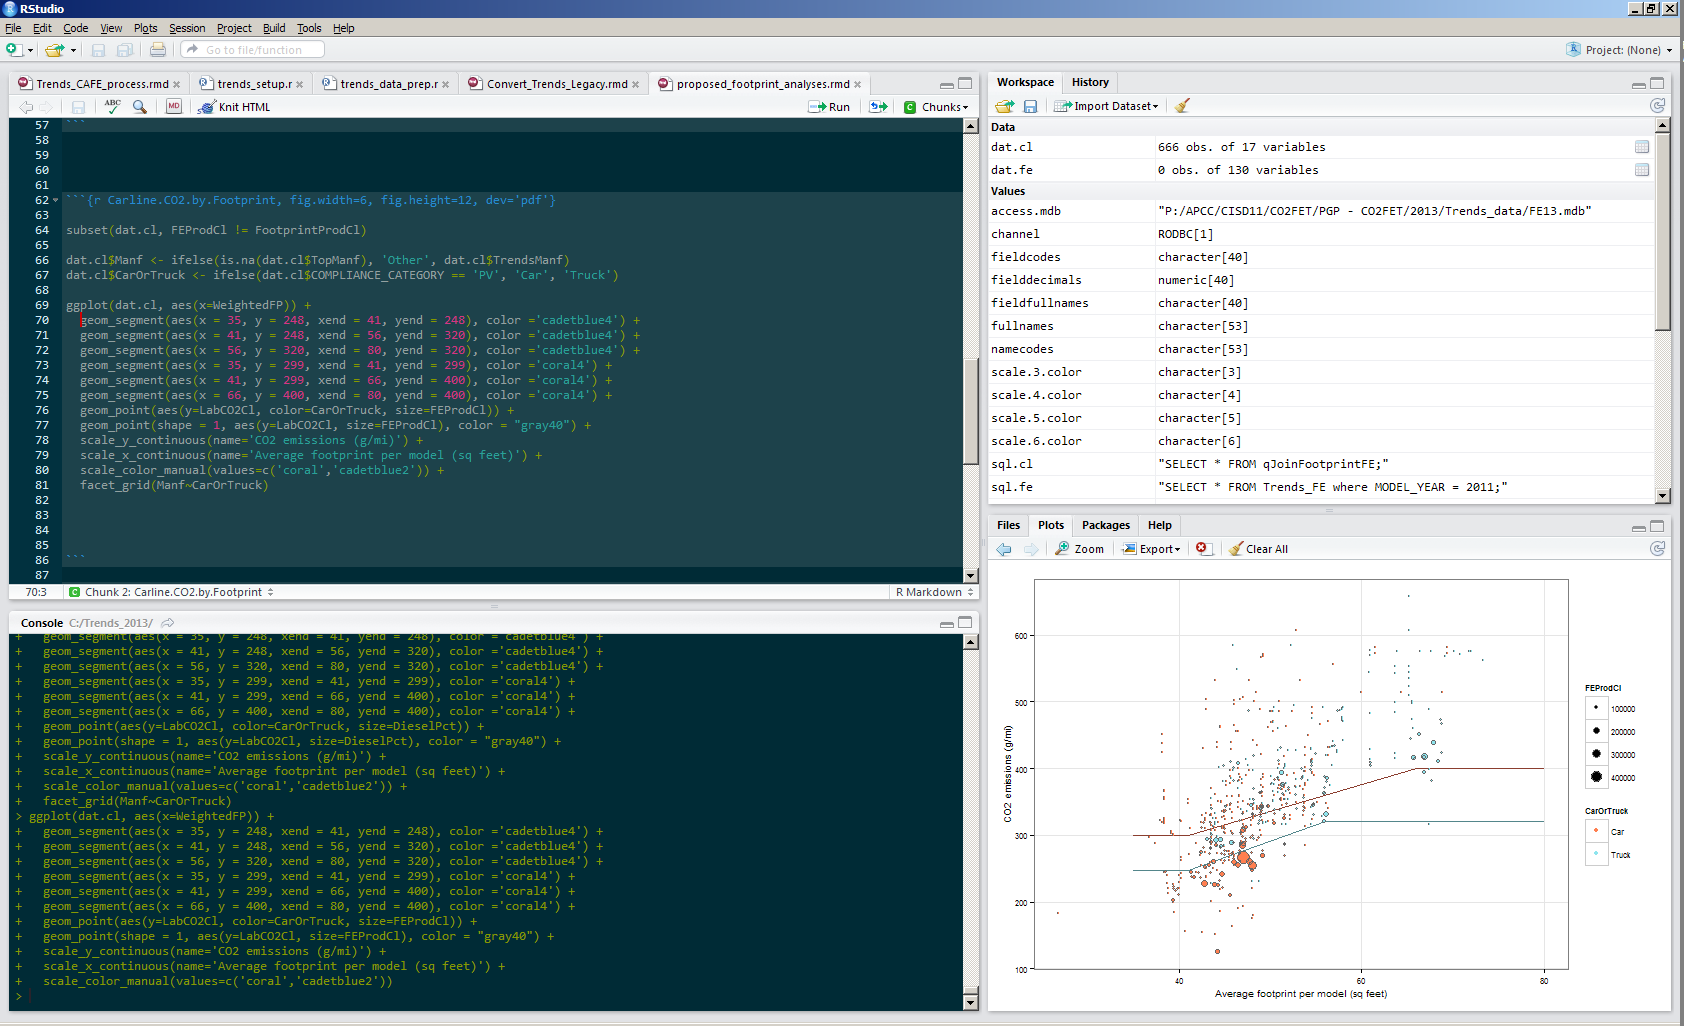 RStudio
File Edit Code View Plots Session Project Build Tools Help
Go to file/function
Project: (None)
Trends_CAFE_process.rmd
trends_setup.r
trends_data_prep.r
Convert_Trends_Legacy.rmd
proposed_footprint_analyses.rmd
ABC
MD
Knit HTML
Run
Chunks
57 ```
58
59
60
61
62 ```{r Carline.CO2.by.Footprint, fig.width=6, fig.height=12, dev='pdf'}
63
64 subset(dat.cl, FEProdCl != FootprintProdCl)
65
66 dat.cl$Manf <- ifelse(is.na(dat.cl$TopManf), 'Other', dat.cl$TrendsManf)
67 dat.cl$CarOrTruck <- ifelse(dat.cl$COMPLIANCE_CATEGORY == 'PV', 'Car', 'Truck')
68
69 ggplot(dat.cl, aes(x=WeightedFP)) +
70 geom_segment(aes(x = 35, y = 248, xend = 41, yend = 248), color ='cadetblue4') +
71 geom_segment(aes(x = 41, y = 248, xend = 56, yend = 320), color ='cadetblue4') +
72 geom_segment(aes(x = 56, y = 320, xend = 80, yend = 320), color ='cadetblue4') +
73 geom_segment(aes(x = 35, y = 299, xend = 41, yend = 299), color ='coral4') +
74 geom_segment(aes(x = 41, y = 299, xend = 66, yend = 400), color ='coral4') +
75 geom_segment(aes(x = 66, y = 400, xend = 80, yend = 400), color ='coral4') +
76 geom_point(aes(y=LabCO2Cl, color=CarOrTruck, size=FEProdCl)) +
77 geom_point(shape = 1, aes(y=LabCO2Cl, size=FEProdCl), color = "gray40") +
78 scale_y_continuous(name='CO2 emissions (g/mi)') +
79 scale_x_continuous(name='Average footprint per model (sq feet)') +
80 scale_color_manual(values=c('coral','cadetblue2')) +
81 facet_grid(Manf~CarOrTruck)
82
83
84
85
86 ```
87
70:3 C Chunk 2: Carline.CO2.by.Footprint R Markdown
Console C:/Trends_2013/
+ geom_segment(aes(x = 35, y = 248, xend = 41, yend = 248), color ='cadetblue4') +
+ geom_segment(aes(x = 41, y = 248, xend = 56, yend = 320), color ='cadetblue4') +
+ geom_segment(aes(x = 56, y = 320, xend = 80, yend = 320), color ='cadetblue4') +
+ geom_segment(aes(x = 35, y = 299, xend = 41, yend = 299), color ='coral4') +
+ geom_segment(aes(x = 41, y = 299, xend = 66, yend = 400), color ='coral4') +
+ geom_segment(aes(x = 66, y = 400, xend = 80, yend = 400), color ='coral4') +
+ geom_point(aes(y=LabCO2Cl, color=CarOrTruck, size=DieselPct)) +
+ geom_point(shape = 1, aes(y=LabCO2Cl, size=DieselPct), color = "gray40") +
+ scale_y_continuous(name='CO2 emissions (g/mi)') +
+ scale_x_continuous(name='Average footprint per model (sq feet)') +
+ scale_color_manual(values=c('coral','cadetblue2')) +
+ facet_grid(Manf~CarOrTruck)
> ggplot(dat.cl, aes(x=WeightedFP)) +
+ geom_segment(aes(x = 35, y = 248, xend = 41, yend = 248), color ='cadetblue4') +
+ geom_segment(aes(x = 41, y = 248, xend = 56, yend = 320), color ='cadetblue4') +
+ geom_segment(aes(x = 56, y = 320, xend = 80, yend = 320), color ='cadetblue4') +
+ geom_segment(aes(x = 35, y = 299, xend = 41, yend = 299), color ='coral4') +
+ geom_segment(aes(x = 41, y = 299, xend = 66, yend = 400), color ='coral4') +
+ geom_segment(aes(x = 66, y = 400, xend = 80, yend = 400), color ='coral4') +
+ geom_point(aes(y=LabCO2Cl, color=CarOrTruck, size=FEProdCl)) +
+ geom_point(shape = 1, aes(y=LabCO2Cl, size=FEProdCl), color = "gray40") +
+ scale_y_continuous(name='CO2 emissions (g/mi)') +
+ scale_x_continuous(name='Average footprint per model (sq feet)') +
+ scale_color_manual(values=c('coral','cadetblue2'))
>
Workspace History
Import Dataset
Data
dat.cl 666 obs. of 17 variables
dat.fe 0 obs. of 130 variables
Values
access.mdb "P:/APCC/CISD11/CO2FET/PGP - CO2FET/2013/Trends_data/FE13.mdb"
channel RODBC[1]
fieldcodes character[40]
fielddecimals numeric[40]
fieldfullnames character[40]
fullnames character[53]
namecodes character[53]
scale.3.color character[3]
scale.4.color character[4]
scale.5.color character[5]
scale.6.color character[6]
sql.cl "SELECT * FROM qJoinFootprintFE;"
sql.fe "SELECT * FROM Trends_FE where MODEL_YEAR = 2011;"
Files Plots Packages Help
Zoom Export Clear All
CO2 emissions (g/mi)
600
500
400
300
200
100
40 60 80
Average footprint per model (sq feet)
FEProdCl
100000
200000
300000
400000
CarOrTruck
Car
Truck